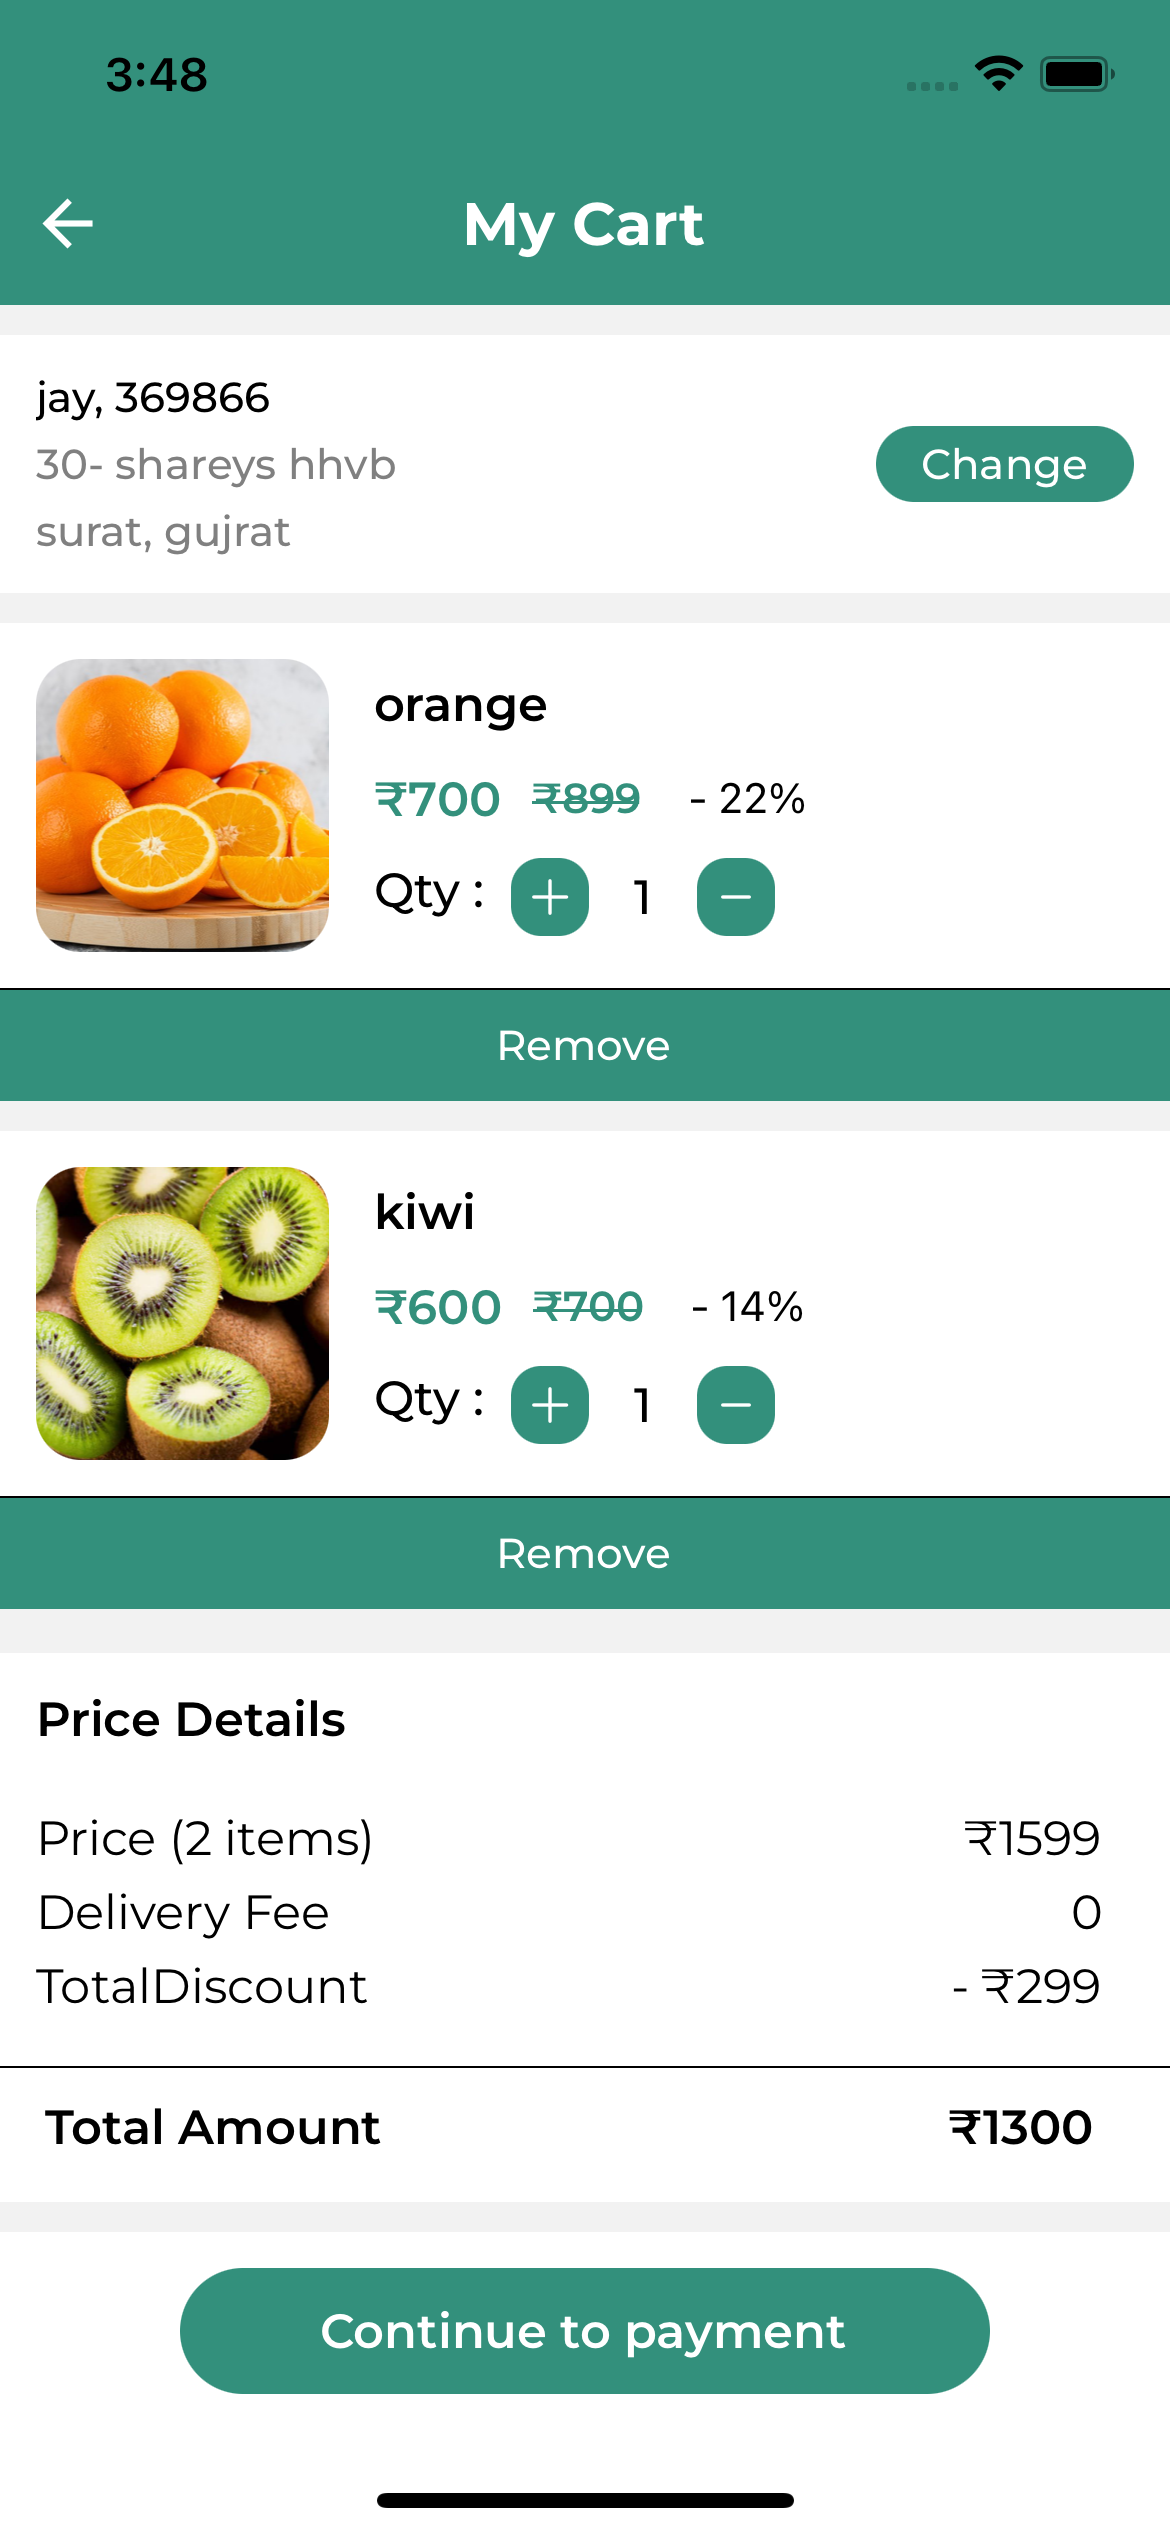 3:48
My Cart
jay, 369866
30- shareys hhvb
surat, gujrat
Change
orange
₹700 ₹899 - 22%
Qty : + 1 −
Remove
kiwi
₹600 ₹700 - 14%
Qty : + 1 −
Remove
Price Details
Price (2 items) ₹1599
Delivery Fee 0
TotalDiscount - ₹299
Total Amount ₹1300
Continue to payment